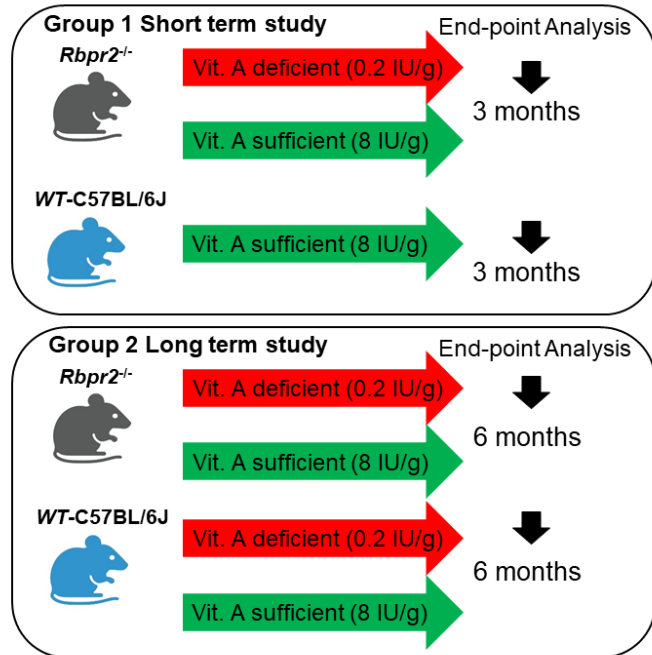 Group 1 Short term study
End-point Analysis
Rbpr2-/-
Vit. A deficient (0.2 IU/g)
3 months
Vit. A sufficient (8 IU/g)
WT-C57BL/6J
Vit. A sufficient (8 IU/g)
3 months
Group 2 Long term study
End-point Analysis
Rbpr2-/-
Vit. A deficient (0.2 IU/g)
6 months
Vit. A sufficient (8 IU/g)
WT-C57BL/6J
Vit. A deficient (0.2 IU/g)
6 months
Vit. A sufficient (8 IU/g)